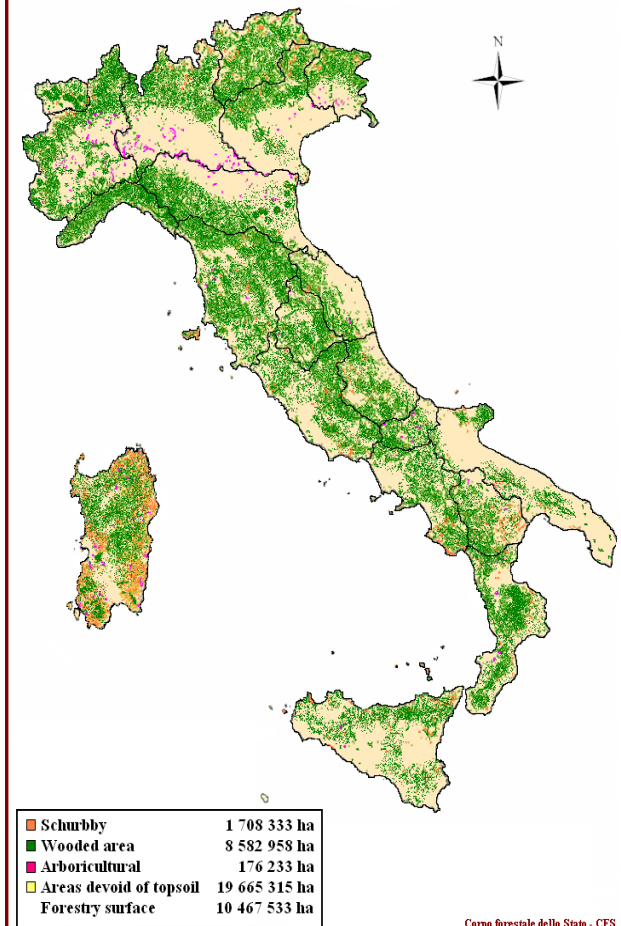 N
Schurbby 1 708 333 ha
Wooded area 8 582 958 ha
Arboricultural 176 233 ha
Areas devoid of topsoil 19 665 315 ha
Forestry surface 10 467 533 ha
Corpo forestale dello Stato - CFS